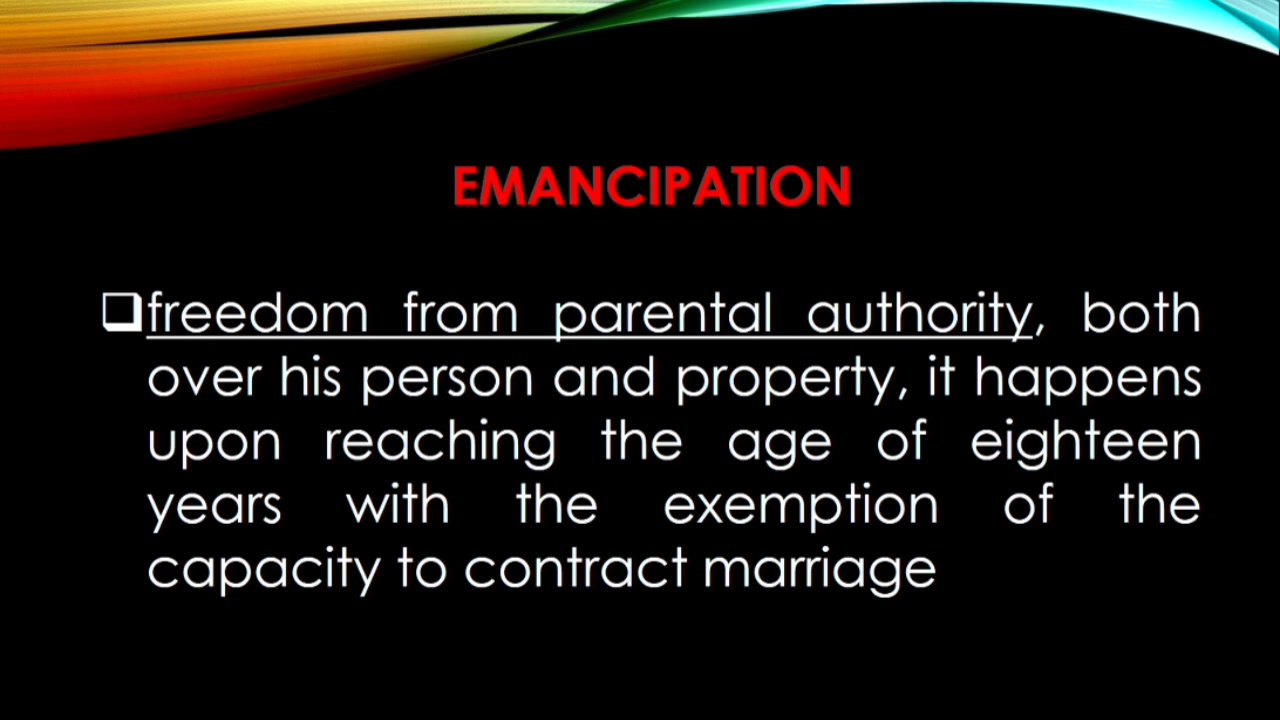 EMANCIPATION
❑freedom from parental authority, both
over his person and property, it happens
upon reaching the age of eighteen
years with the exemption of the
capacity to contract marriage